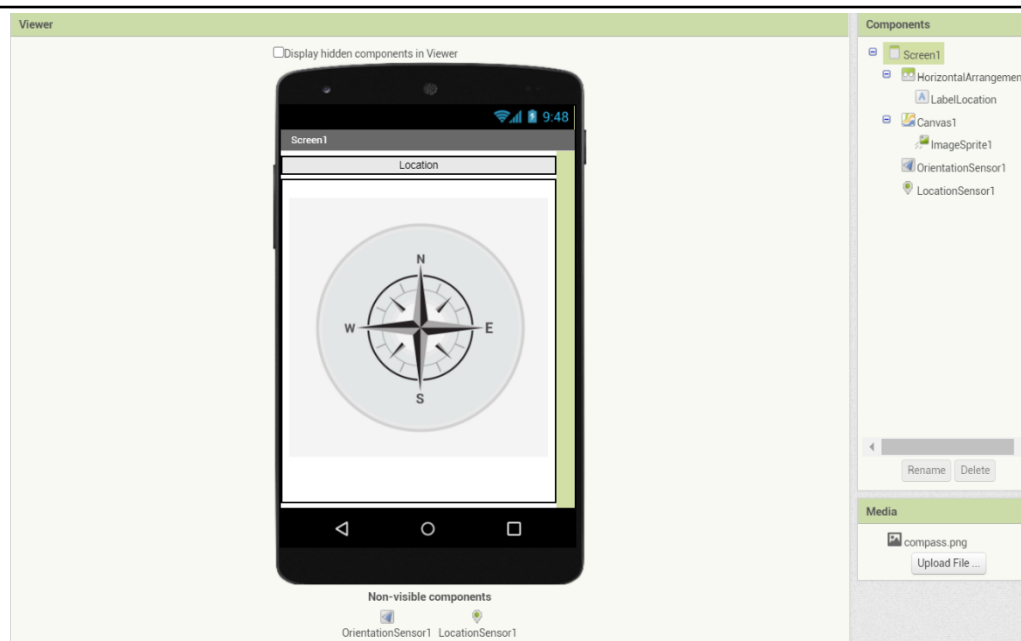 Viewer
Display hidden components in Viewer
9:48
Screen1
Location
N
W
E
S
Non-visible components
OrientationSensor1 LocationSensor1
Components
Screen1
HorizontalArrangemen
LabelLocation
Canvas1
ImageSprite1
OrientationSensor1
LocationSensor1
Rename Delete
Media
compass.png
Upload File ...